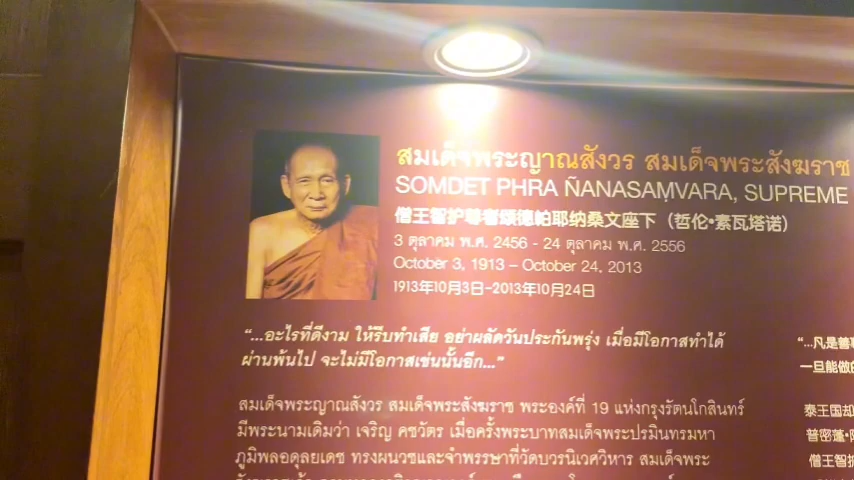 สมเด็จพระญาณสังวร สมเด็จพระสังฆราช
SOMDET PHRA ÑANASAṂVARA, SUPREME
僧王智护尊者颂德帕耶纳桑文座下（哲伦•素瓦塔诺）
3 ตุลาคม พ.ศ. 2456 - 24 ตุลาคม พ.ศ. 2556
October 3, 1913 – October 24, 2013
1913年10月3日-2013年10月24日
“...อะไรที่ดีงาม ให้รีบทำเสีย อย่าผลัดวันประกันพรุ่ง เมื่อมีโอกาสทำได้
ผ่านพ้นไป จะไม่มีโอกาสเช่นนั้นอีก...”
สมเด็จพระญาณสังวร สมเด็จพระสังฆราช พระองค์ที่ 19 แห่งกรุงรัตนโกสินทร์
มีพระนามเดิมว่า เจริญ คชวัตร เมื่อครั้งพระบาทสมเด็จพระปรมินทรมหา
ภูมิพลอดุลยเดช ทรงผนวชและจำพรรษาที่วัดบวรนิเวศวิหาร สมเด็จพระ
“...凡是善
一旦能做的
泰王国却
普密蓬•
僧王智护